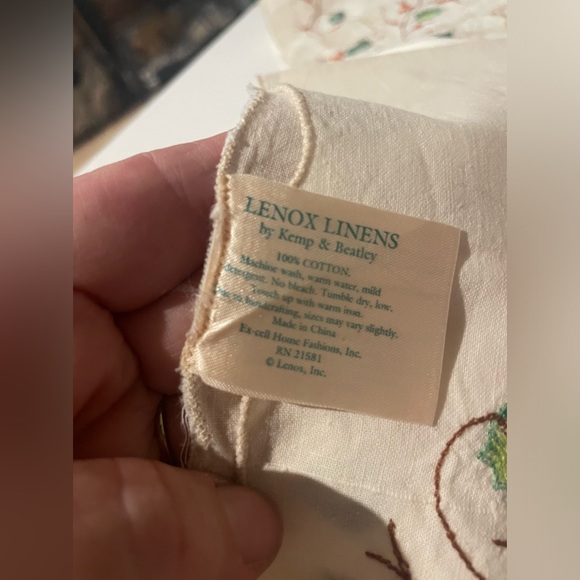 LENOX LINENS
by Kemp & Beatley
100% COTTON.
Machine wash, warm water, mild
detergent. No bleach. Tumble dry, low.
Touch up with warm iron.
Due to handcrafting, sizes may vary slightly.
Made in China
Ex-cell Home Fashions, Inc.
RN 21581
© Lenox, Inc.